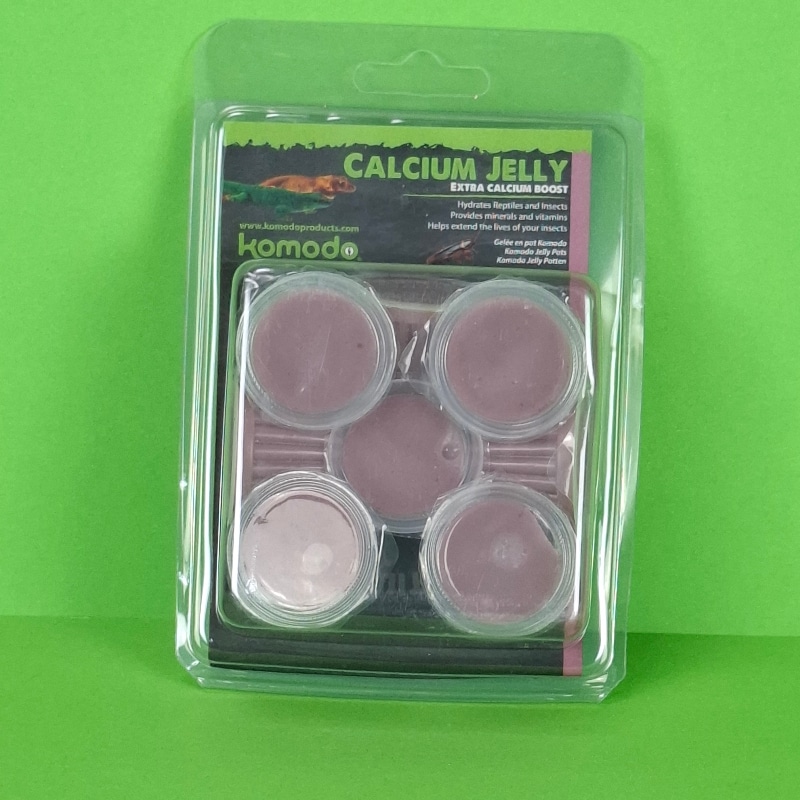 CALCIUM JELLY
EXTRA CALCIUM BOOST
Hydrates Reptiles and Insects
Provides minerals and vitamins
Helps extend the lives of your insects
www.komodoproducts.com
komodo
Gelée en pot Komodo
Komodo Jelly Pots
Komodo Jelly Potten